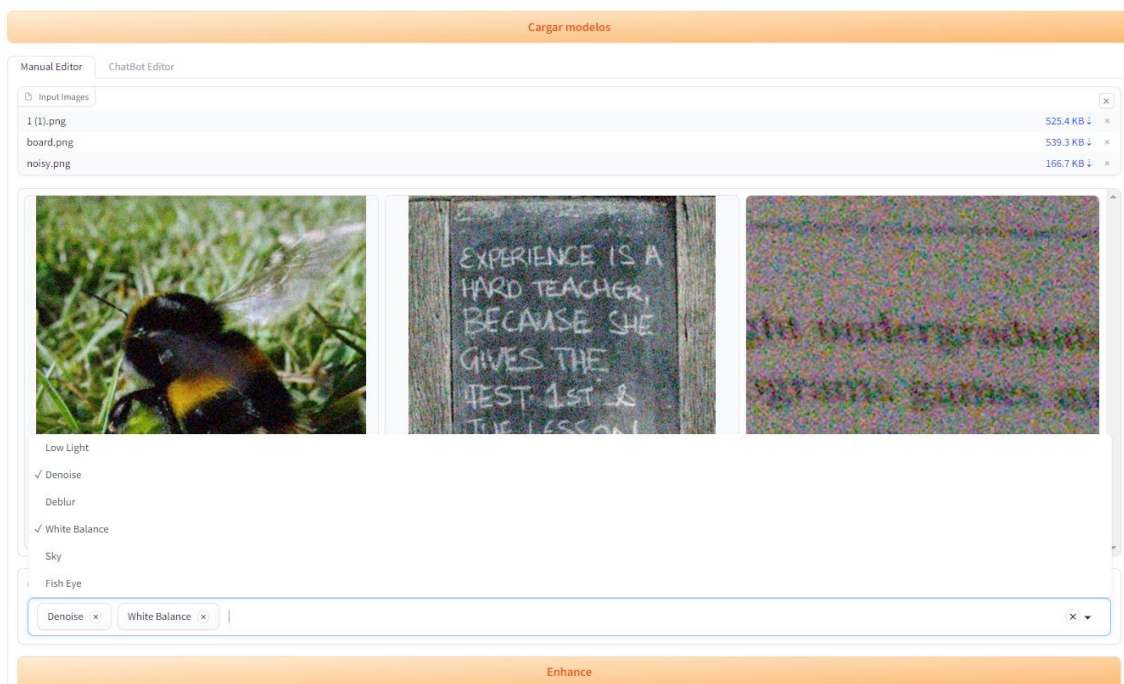 Cargar modelos
Manual Editor ChatBot Editor
Input Images
1 (1).png 525.4 KB
board.png 539.3 KB
noisy.png 166.7 KB
EXPERIENCE IS A
HARD TEACHER,
BECAUSE SHE
GIVES THE
TEST 1ST &
THE LESSON
Low Light
Denoise
Deblur
White Balance
Sky
Fish Eye
Denoise White Balance
Enhance